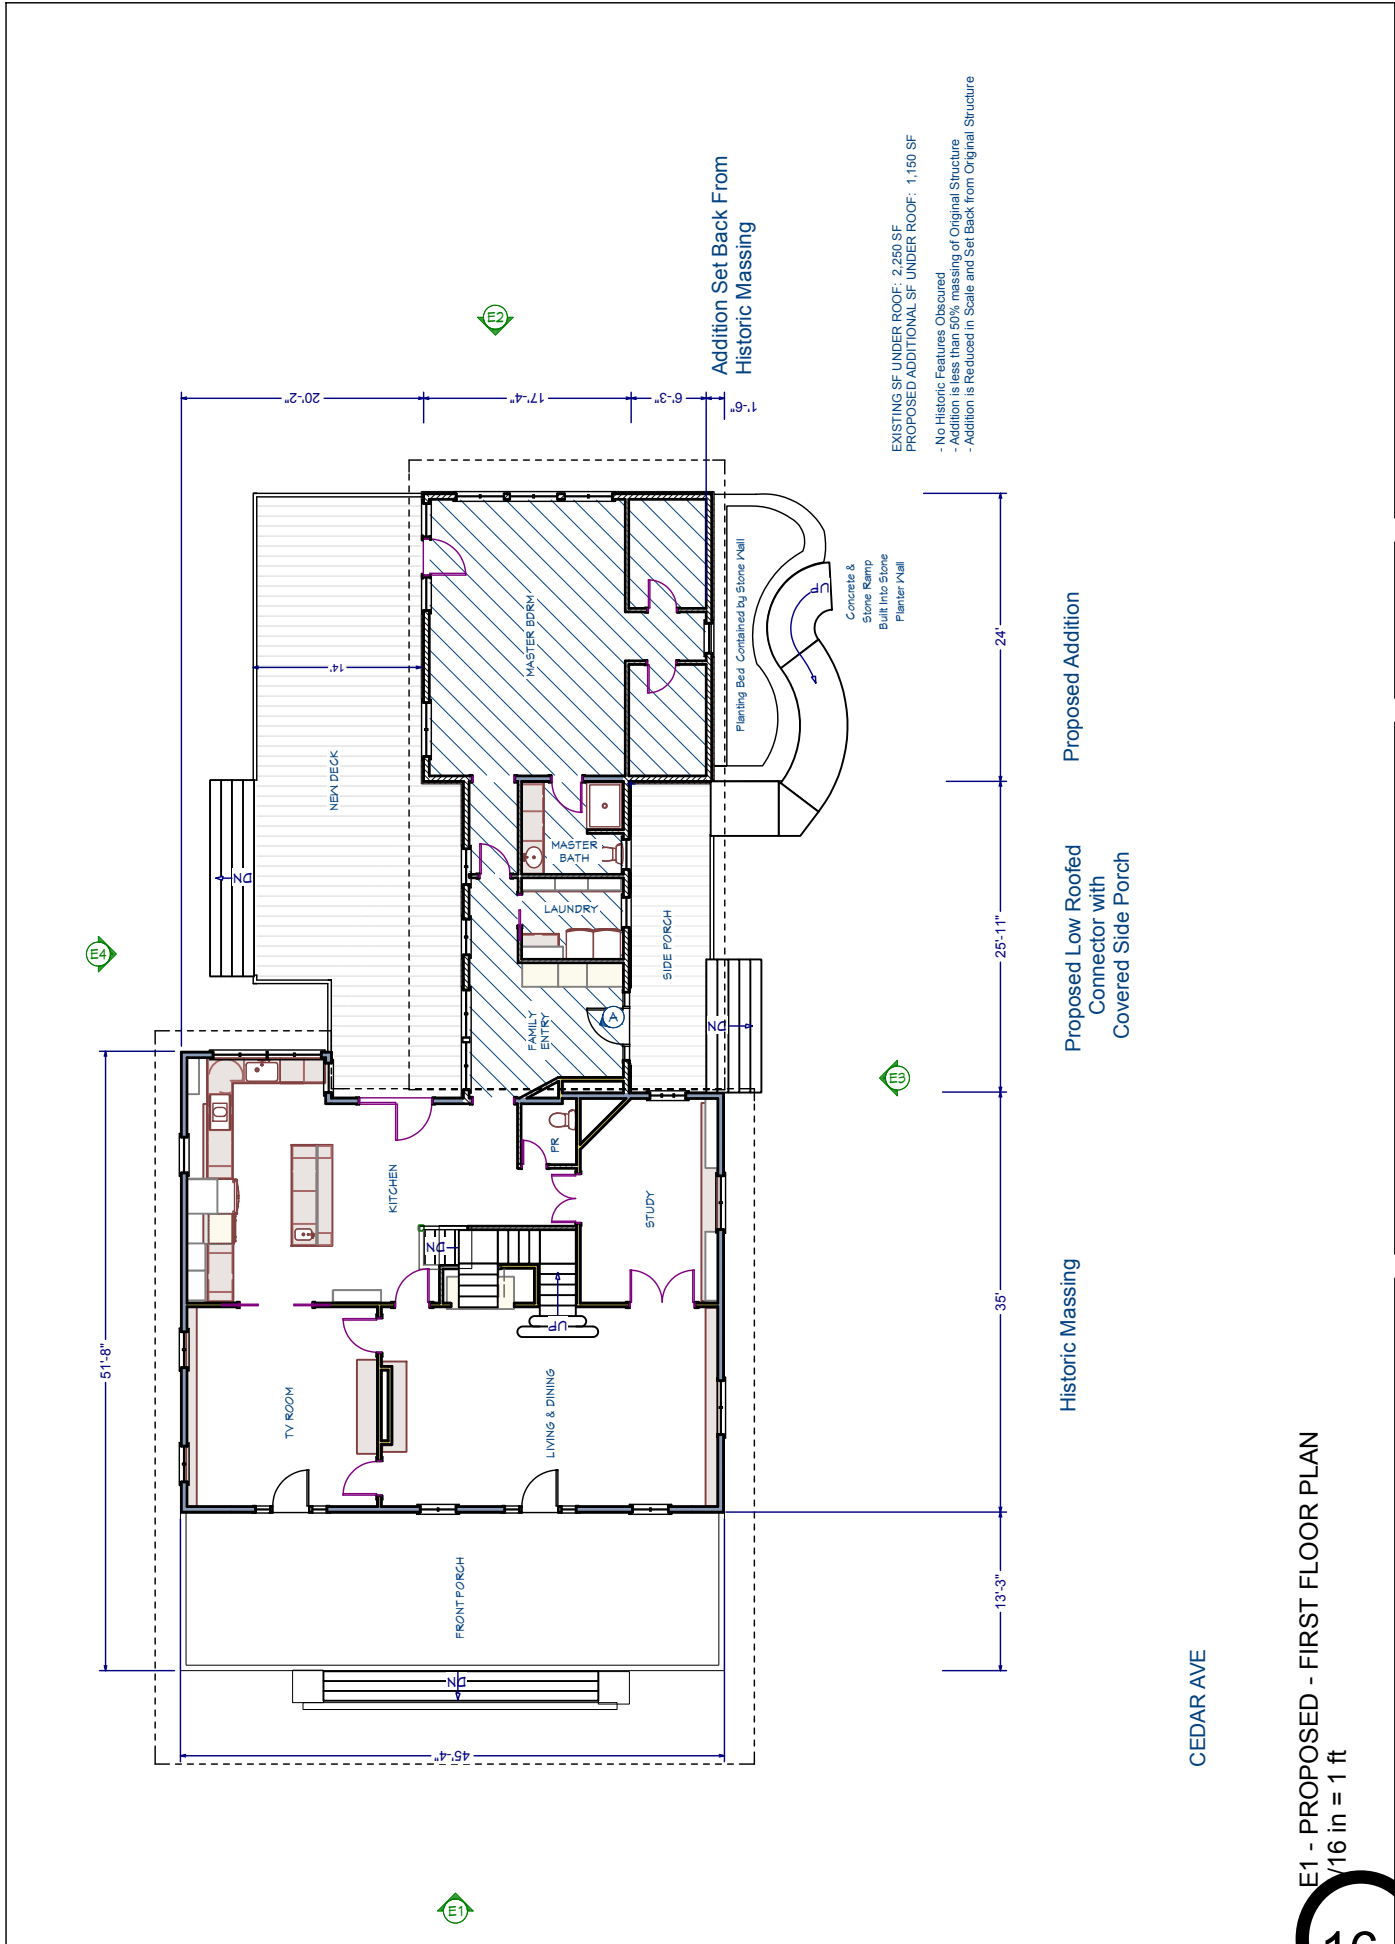 E2
Addition Set Back From
Historic Massing
EXISTING SF UNDER ROOF: 2,250 SF
PROPOSED ADDITIONAL SF UNDER ROOF: 1,150 SF
- No Historic Features Obscured
- Addition is less than 50% massing of Original Structure
- Addition is Reduced in Scale and Set Back from Original Structure
20'-2"
17'-4"
6'-3"
1'-6"
14'
NEW DECK
MASTER BDRM
Planting Bed Contained by Stone Wall
UP
Concrete &
Stone Ramp
Built Into Stone
Planter Wall
24'
Proposed Addition
DN
MASTER
BATH
LAUNDRY
SIDE PORCH
FAMILY
ENTRY
A
DN
25'-11"
Proposed Low Roofed
Connector with
Covered Side Porch
E4
E3
KITCHEN
PR
STUDY
DN
UP
51'-8"
TV ROOM
LIVING & DINING
35'
Historic Massing
FRONT PORCH
DN
13'-3"
45'-4"
CEDAR AVE
E1
E1 - PROPOSED - FIRST FLOOR PLAN
/16 in = 1 ft